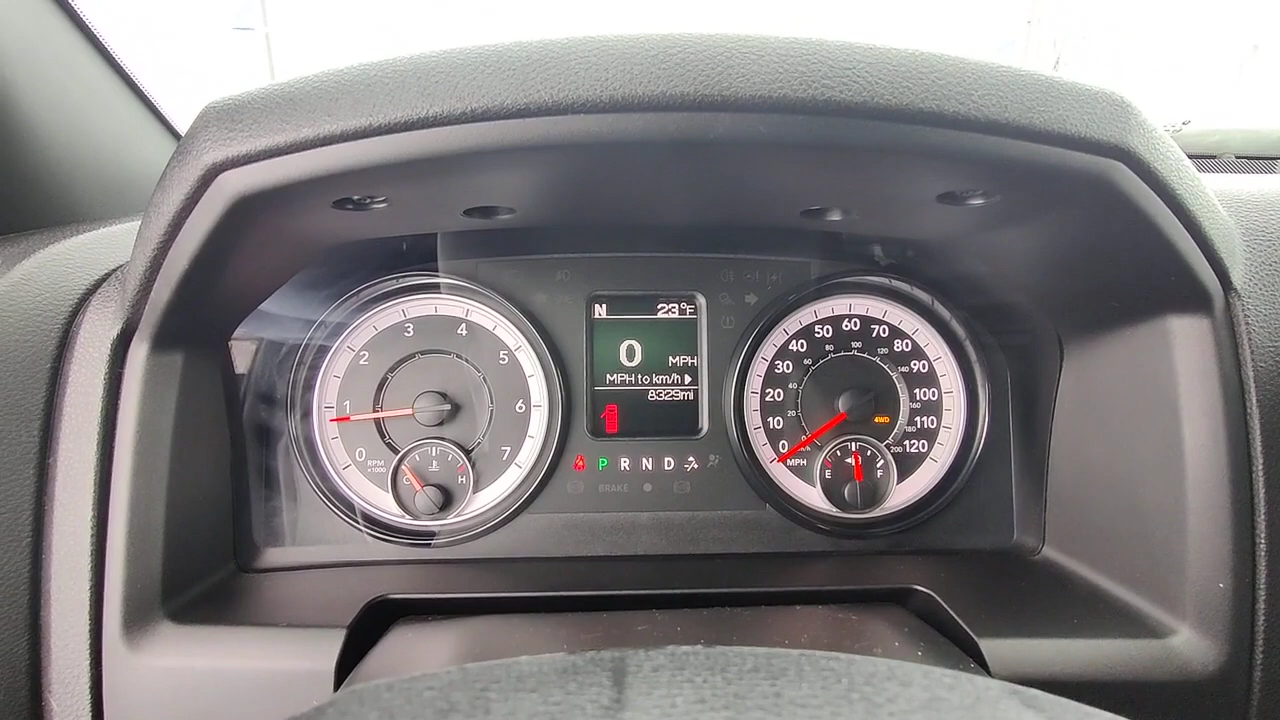 0 1 2 3 4 5 6 7
RPM
x1000
C H
N 23°F
0 MPH
MPH to km/h
8329mi
P R N D
BRAKE
0 10 20 30 40 50 60 70 80 90 100 110 120
20 40 60 80 100 120 140 160 180 200
MPH
4WD
E F